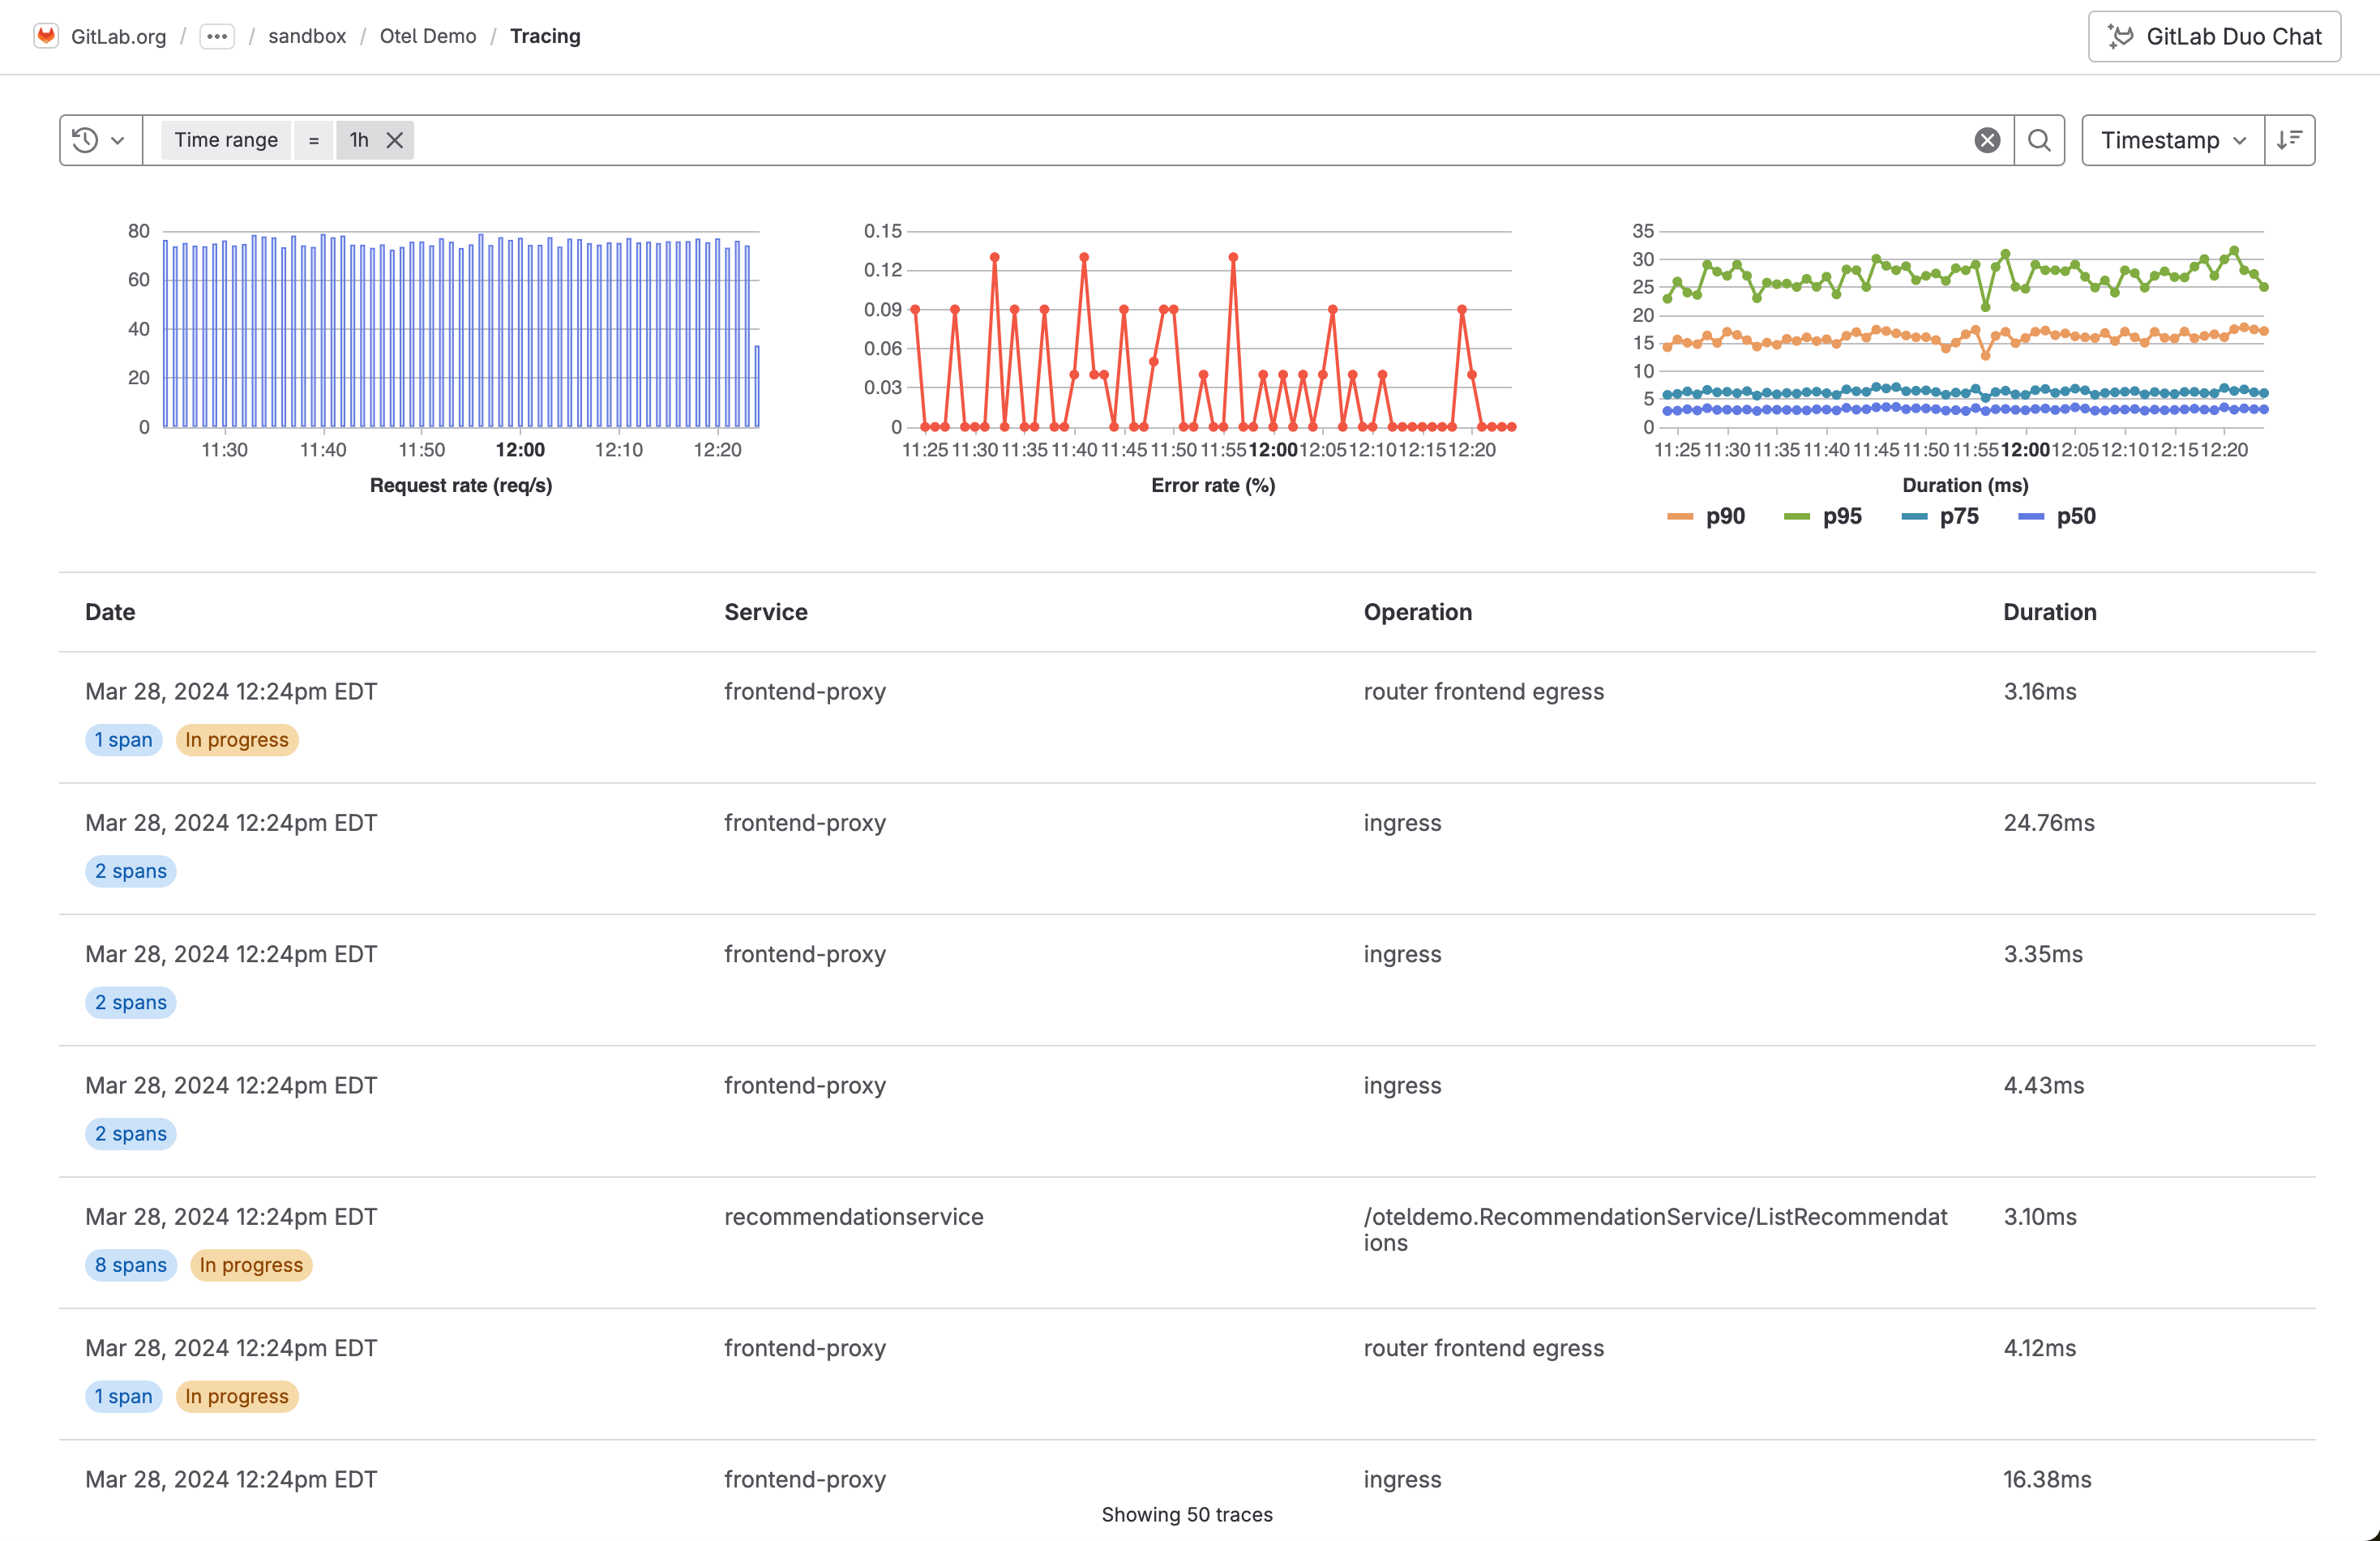 GitLab.org / ••• / sandbox / Otel Demo / Tracing
GitLab Duo Chat
Time range = 1h
Timestamp
80
60
40
20
0
11:30 11:40 11:50 12:00 12:10 12:20
Request rate (req/s)
0.15
0.12
0.09
0.06
0.03
0
11:25 11:30 11:35 11:40 11:45 11:50 11:55 12:00 12:05 12:10 12:15 12:20
Error rate (%)
35
30
25
20
15
10
5
0
11:25 11:30 11:35 11:40 11:45 11:50 11:55 12:00 12:05 12:10 12:15 12:20
Duration (ms)
p90 p95 p75 p50
Date Service Operation Duration
Mar 28, 2024 12:24pm EDT frontend-proxy router frontend egress 3.16ms
1 span In progress
Mar 28, 2024 12:24pm EDT frontend-proxy ingress 24.76ms
2 spans
Mar 28, 2024 12:24pm EDT frontend-proxy ingress 3.35ms
2 spans
Mar 28, 2024 12:24pm EDT frontend-proxy ingress 4.43ms
2 spans
Mar 28, 2024 12:24pm EDT recommendationservice /oteldemo.RecommendationService/ListRecommendat 3.10ms
ions
8 spans In progress
Mar 28, 2024 12:24pm EDT frontend-proxy router frontend egress 4.12ms
1 span In progress
Mar 28, 2024 12:24pm EDT frontend-proxy ingress 16.38ms
Showing 50 traces